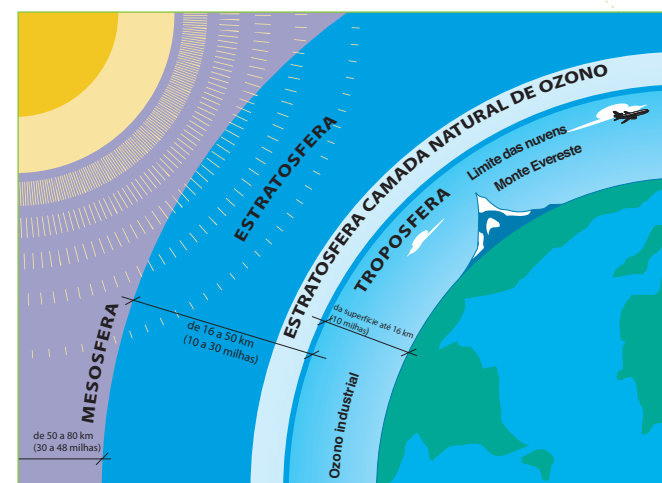 ESTRATOSFERA CAMADA NATURAL DE OZONO
Limite das nuvens
Monte Evereste
ESTRATOSFERA
TROPOSFERA
da superfície até 16 km
(10 milhas)
de 16 a 50 km
(10 a 30 milhas)
MESOSFERA
Ozono industrial
de 50 a 80 km
(30 a 48 milhas)